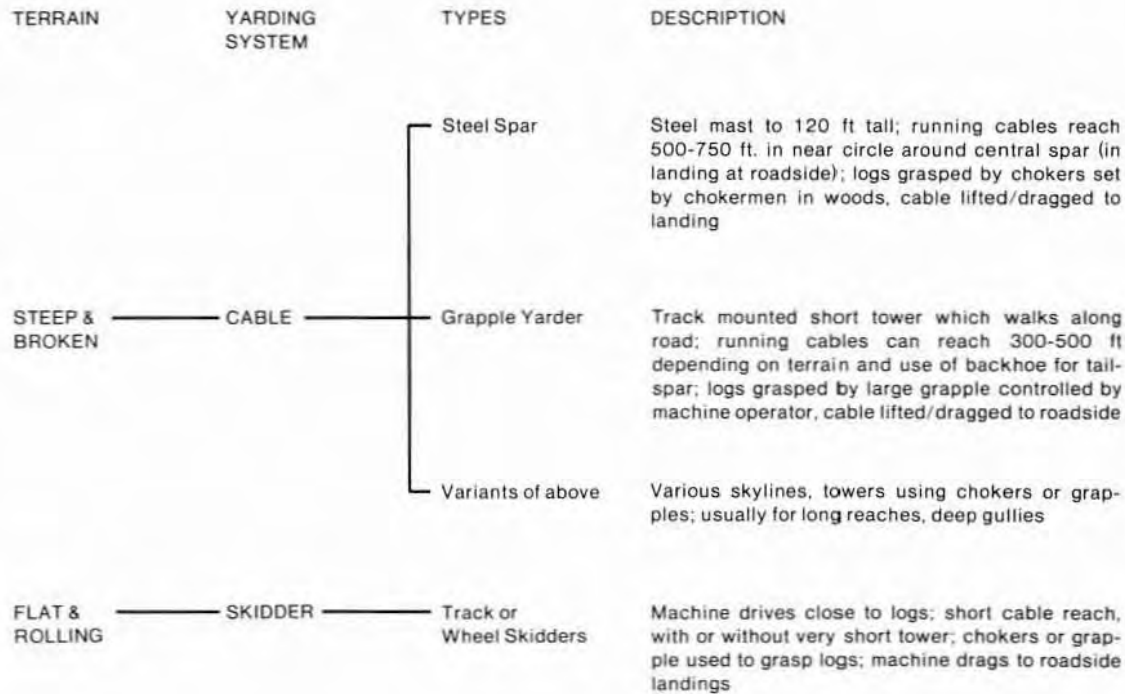 TERRAIN
YARDING
SYSTEM
TYPES
DESCRIPTION
Steel Spar
Steel mast to 120 ft tall; running cables reach
500-750 ft. in near circle around central spar (in
landing at roadside); logs grasped by chokers set
by chokermen in woods, cable lifted/dragged to
landing
STEEP &
BROKEN
CABLE
Grapple Yarder
Track mounted short tower which walks along
road; running cables can reach 300-500 ft
depending on terrain and use of backhoe for tail-
spar; logs grasped by large grapple controlled by
machine operator, cable lifted/dragged to roadside
Variants of above
Various skylines, towers using chokers or grap-
ples; usually for long reaches, deep gullies
FLAT &
ROLLING
SKIDDER
Track or
Wheel Skidders
Machine drives close to logs; short cable reach,
with or without very short tower; chokers or grap-
ple used to grasp logs; machine drags to roadside
landings